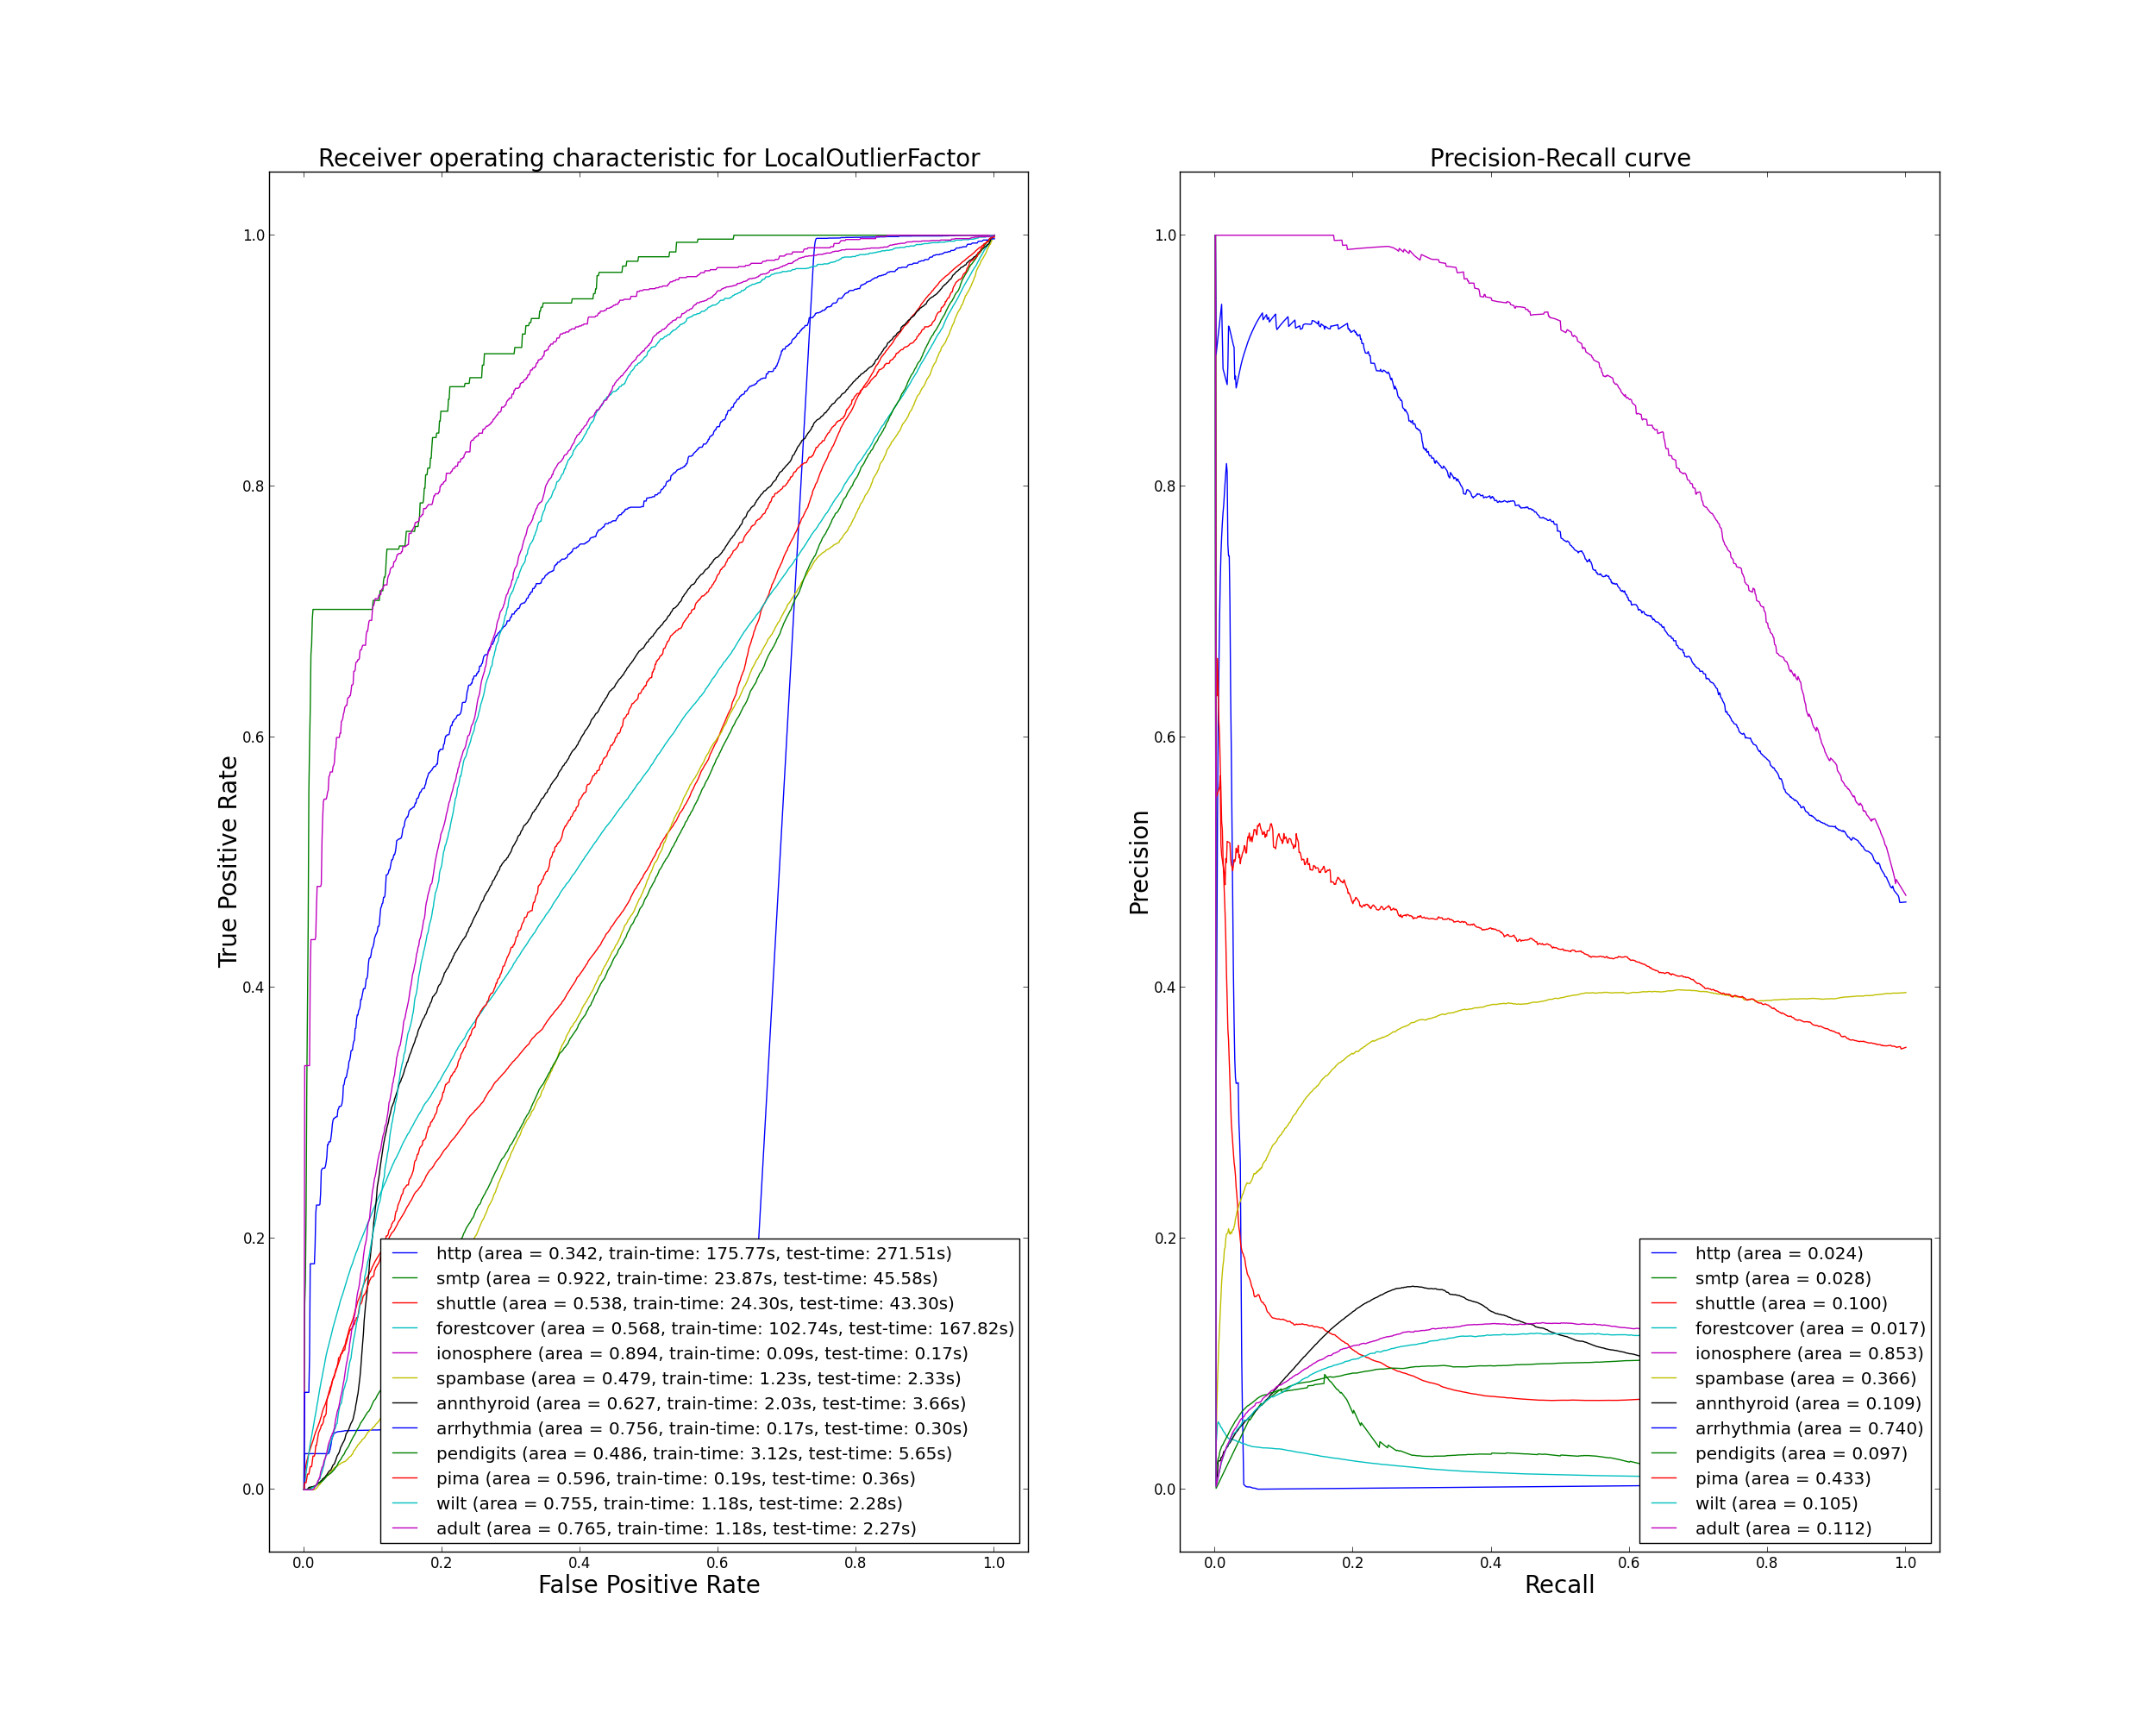 Receiver operating characteristic for LocalOutlierFactor
1.0
0.8
0.6
0.4
0.2
0.0
True Positive Rate
http (area = 0.342, train-time: 175.77s, test-time: 271.51s)
smtp (area = 0.922, train-time: 23.87s, test-time: 45.58s)
shuttle (area = 0.538, train-time: 24.30s, test-time: 43.30s)
forestcover (area = 0.568, train-time: 102.74s, test-time: 167.82s)
ionosphere (area = 0.894, train-time: 0.09s, test-time: 0.17s)
spambase (area = 0.479, train-time: 1.23s, test-time: 2.33s)
annthyroid (area = 0.627, train-time: 2.03s, test-time: 3.66s)
arrhythmia (area = 0.756, train-time: 0.17s, test-time: 0.30s)
pendigits (area = 0.486, train-time: 3.12s, test-time: 5.65s)
pima (area = 0.596, train-time: 0.19s, test-time: 0.36s)
wilt (area = 0.755, train-time: 1.18s, test-time: 2.28s)
adult (area = 0.765, train-time: 1.18s, test-time: 2.27s)
0.0 0.2 0.4 0.6 0.8 1.0
False Positive Rate
Precision-Recall curve
1.0
0.8
0.6
0.4
0.2
0.0
Precision
http (area = 0.024)
smtp (area = 0.028)
shuttle (area = 0.100)
forestcover (area = 0.017)
ionosphere (area = 0.853)
spambase (area = 0.366)
annthyroid (area = 0.109)
arrhythmia (area = 0.740)
pendigits (area = 0.097)
pima (area = 0.433)
wilt (area = 0.105)
adult (area = 0.112)
0.0 0.2 0.4 0.6 0.8 1.0
Recall